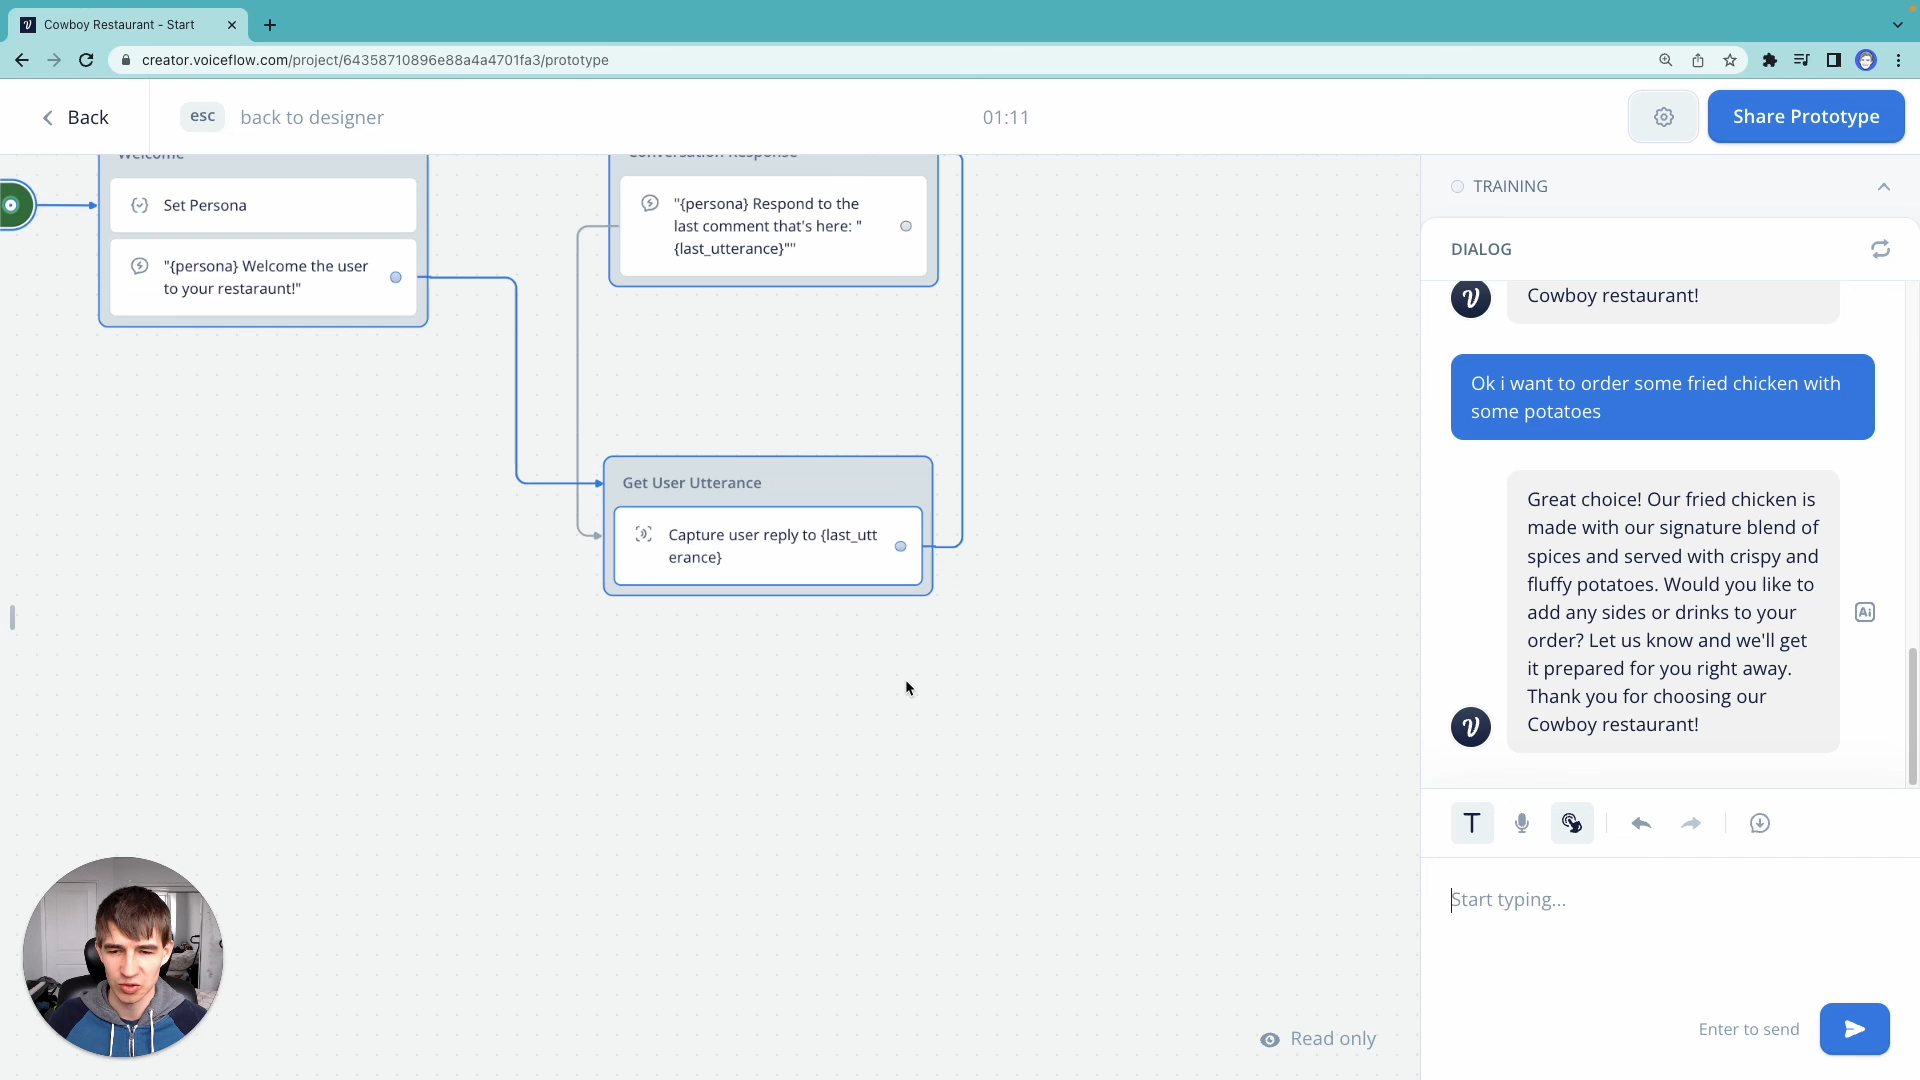 Cowboy Restaurant - Start
creator.voiceflow.com/project/64358710896e88a4a4701fa3/prototype
Back
esc
back to designer
01:11
Share Prototype
Welcome
Set Persona
"{persona} Welcome the user
to your restaraunt!"
Conversation Response
"{persona} Respond to the
last comment that's here: "
{last_utterance}""
Get User Utterance
Capture user reply to {last_utt
erance}
Read only
TRAINING
DIALOG
Cowboy restaurant!
Ok i want to order some fried chicken with
some potatoes
Great choice! Our fried chicken is
made with our signature blend of
spices and served with crispy and
fluffy potatoes. Would you like to
add any sides or drinks to your
order? Let us know and we'll get
it prepared for you right away.
Thank you for choosing our
Cowboy restaurant!
Ai
T
Start typing...
Enter to send